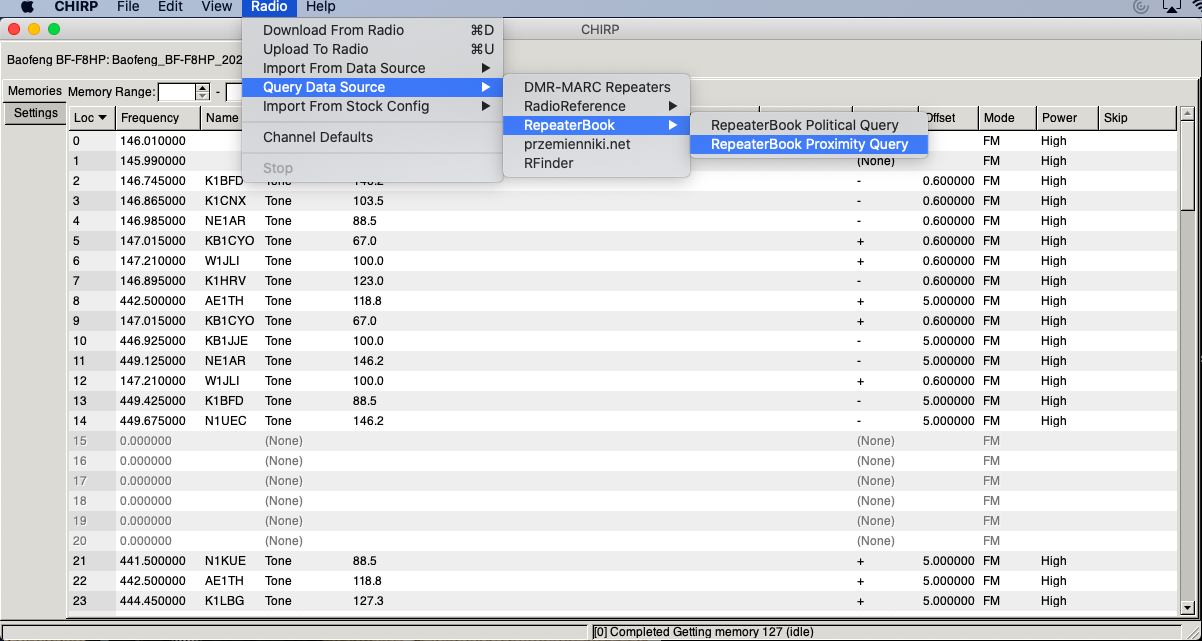 CHIRP File Edit View Radio Help
CHIRP
Download From Radio ⌘D
Upload To Radio ⌘U
Import From Data Source
Query Data Source
Import From Stock Config
Channel Defaults
Stop
DMR-MARC Repeaters
RadioReference
RepeaterBook
przemienniki.net
RFinder
RepeaterBook Political Query
RepeaterBook Proximity Query
Baofeng BF-F8HP: Baofeng_BF-F8HP_202
Memories Memory Range: -
Settings
Loc Frequency Name Offset Mode Power Skip
0 146.010000 FM High
1 145.990000 (None) FM High
2 146.745000 K1BFD Tone 146.2 - 0.600000 FM High
3 146.865000 K1CNX Tone 103.5 - 0.600000 FM High
4 146.985000 NE1AR Tone 88.5 - 0.600000 FM High
5 147.015000 KB1CYO Tone 67.0 + 0.600000 FM High
6 147.210000 W1JLI Tone 100.0 + 0.600000 FM High
7 146.895000 K1HRV Tone 123.0 - 0.600000 FM High
8 442.500000 AE1TH Tone 118.8 + 5.000000 FM High
9 147.015000 KB1CYO Tone 67.0 + 0.600000 FM High
10 446.925000 KB1JJE Tone 100.0 - 5.000000 FM High
11 449.125000 NE1AR Tone 146.2 - 5.000000 FM High
12 147.210000 W1JLI Tone 100.0 + 0.600000 FM High
13 449.425000 K1BFD Tone 88.5 - 5.000000 FM High
14 449.675000 N1UEC Tone 146.2 - 5.000000 FM High
15 0.000000 (None) (None) FM
16 0.000000 (None) (None) FM
17 0.000000 (None) (None) FM
18 0.000000 (None) (None) FM
19 0.000000 (None) (None) FM
20 0.000000 (None) (None) FM
21 441.500000 N1KUE Tone 88.5 + 5.000000 FM High
22 442.500000 AE1TH Tone 118.8 + 5.000000 FM High
23 444.450000 K1LBG Tone 127.3 + 5.000000 FM High
[0] Completed Getting memory 127 (idle)